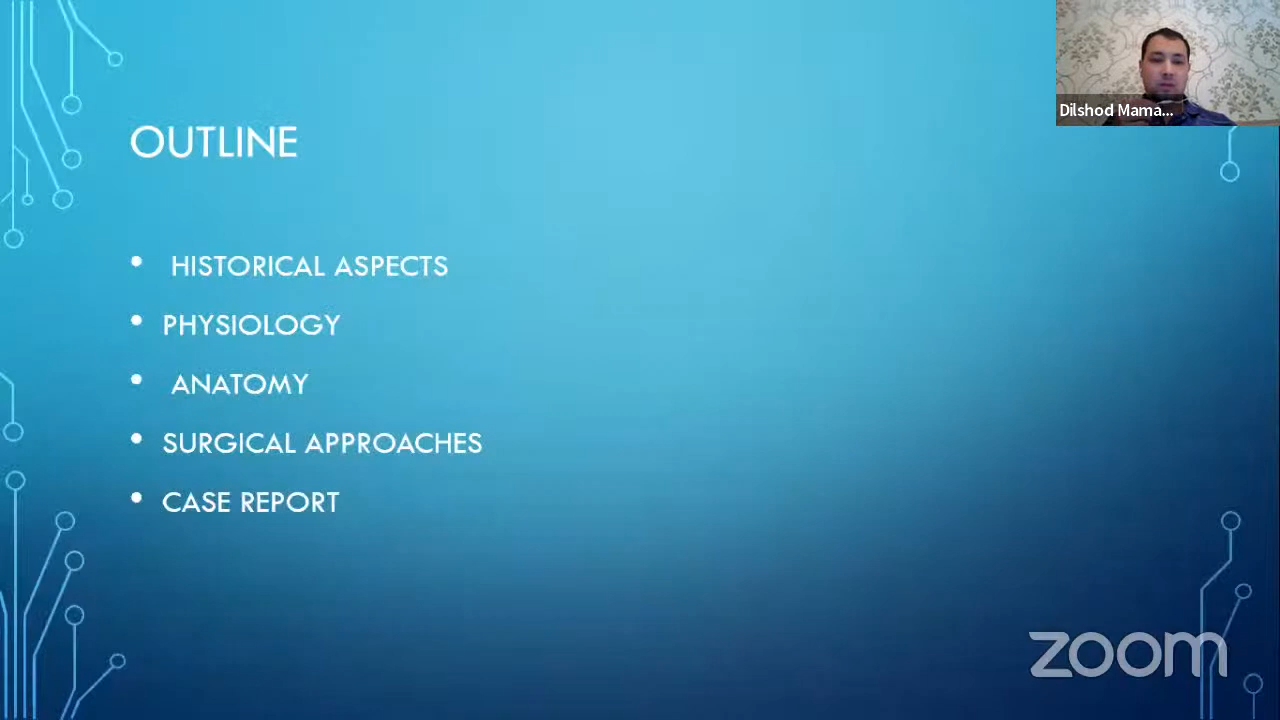 Dilshod Mama...
OUTLINE
• HISTORICAL ASPECTS
• PHYSIOLOGY
• ANATOMY
• SURGICAL APPROACHES
• CASE REPORT
zoom